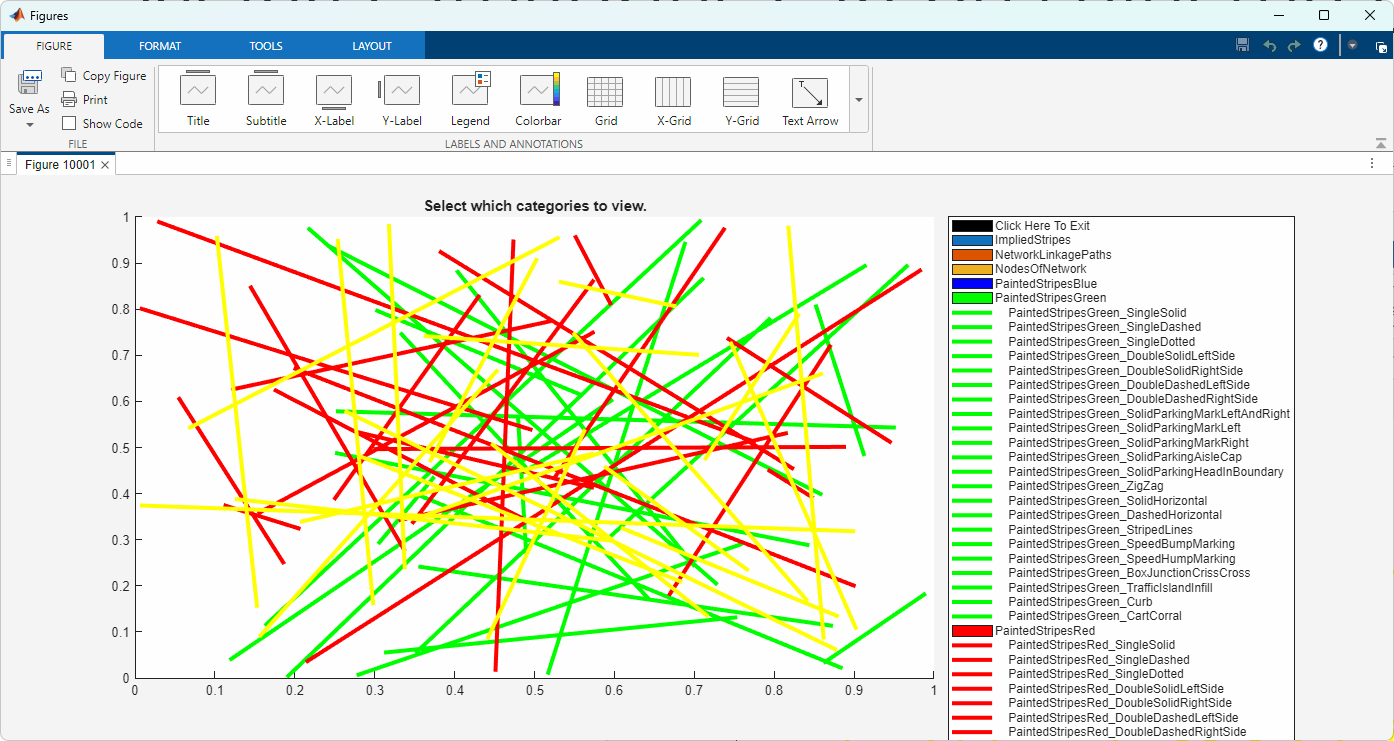 Figures
FIGURE FORMAT TOOLS LAYOUT
Save As
Copy Figure
Print
Show Code
FILE
Title Subtitle X-Label Y-Label Legend Colorbar Grid X-Grid Y-Grid Text Arrow
LABELS AND ANNOTATIONS
Figure 10001
Select which categories to view.
1
0.9
0.8
0.7
0.6
0.5
0.4
0.3
0.2
0.1
0
0 0.1 0.2 0.3 0.4 0.5 0.6 0.7 0.8 0.9 1
Click Here To Exit
ImpliedStripes
NetworkLinkagePaths
NodesOfNetwork
PaintedStripesBlue
PaintedStripesGreen
PaintedStripesGreen_SingleSolid
PaintedStripesGreen_SingleDashed
PaintedStripesGreen_SingleDotted
PaintedStripesGreen_DoubleSolidLeftSide
PaintedStripesGreen_DoubleSolidRightSide
PaintedStripesGreen_DoubleDashedLeftSide
PaintedStripesGreen_DoubleDashedRightSide
PaintedStripesGreen_SolidParkingMarkLeftAndRight
PaintedStripesGreen_SolidParkingMarkLeft
PaintedStripesGreen_SolidParkingMarkRight
PaintedStripesGreen_SolidParkingAisleCap
PaintedStripesGreen_SolidParkingHeadInBoundary
PaintedStripesGreen_ZigZag
PaintedStripesGreen_SolidHorizontal
PaintedStripesGreen_DashedHorizontal
PaintedStripesGreen_StripedLines
PaintedStripesGreen_SpeedBumpMarking
PaintedStripesGreen_SpeedHumpMarking
PaintedStripesGreen_BoxJunctionCrissCross
PaintedStripesGreen_TrafficIslandInfill
PaintedStripesGreen_Curb
PaintedStripesGreen_CartCorral
PaintedStripesRed
PaintedStripesRed_SingleSolid
PaintedStripesRed_SingleDashed
PaintedStripesRed_SingleDotted
PaintedStripesRed_DoubleSolidLeftSide
PaintedStripesRed_DoubleSolidRightSide
PaintedStripesRed_DoubleDashedLeftSide
PaintedStripesRed_DoubleDashedRightSide